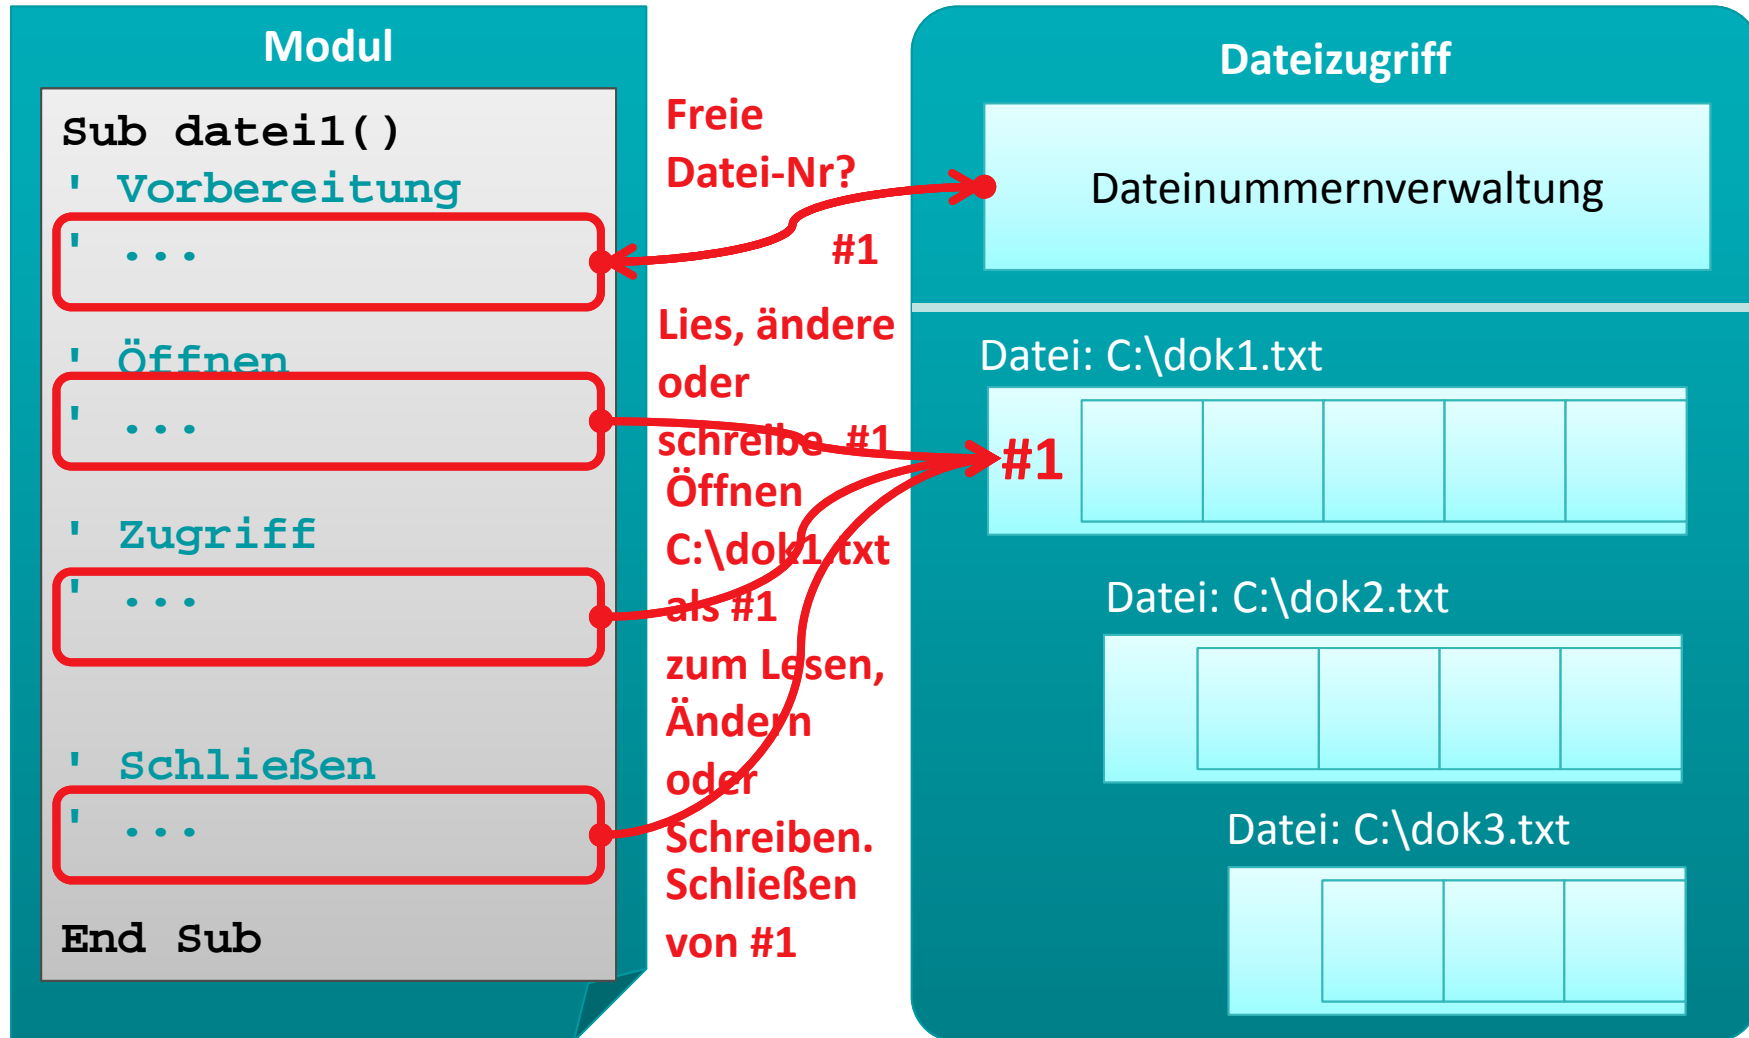 Modul
Sub datei1()
' Vorbereitung
' ...
' Öffnen
' ...
' Zugriff
' ...
' Schließen
' ...
End Sub
Freie
Datei-Nr?
#1
Lies, ändere
oder
schreibe #1
Öffnen
C:\dok1.txt
als #1
zum Lesen,
Ändern
oder
Schreiben.
Schließen
von #1
Dateizugriff
Dateinummernverwaltung
Datei: C:\dok1.txt
#1
Datei: C:\dok2.txt
Datei: C:\dok3.txt